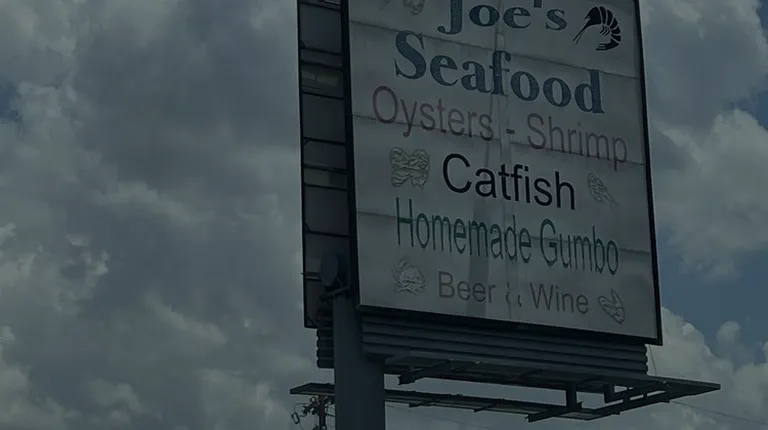 Joe's
Seafood
Oysters - Shrimp
Catfish
Homemade Gumbo
Beer & Wine